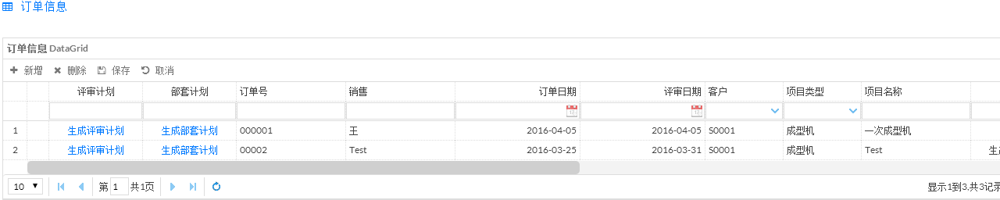 订单信息
订单信息 DataGrid
新增 删除 保存 取消
评审计划 部套计划 订单号 销售 订单日期 评审日期 客户 项目类型 项目名称
1 生成评审计划 生成部套计划 000001 王 2016-04-05 2016-04-05 S0001 成型机 一次成型机
2 生成评审计划 生成部套计划 00002 Test 2016-03-25 2016-03-31 S0001 成型机 Test 生
10 第 1 共1页 显示1到3,共3记录